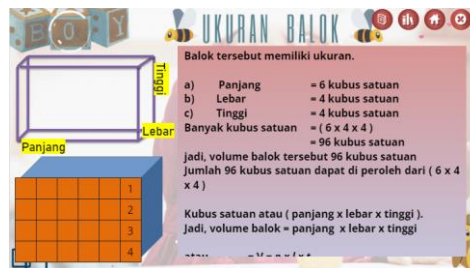 BOY
UKURAN BALOK
Balok tersebut memiliki ukuran.
a) Panjang = 6 kubus satuan
b) Lebar = 4 kubus satuan
c) Tinggi = 4 kubus satuan
Banyak kubus satuan = ( 6 x 4 x 4 )
= 96 kubus satuan
jadi, volume balok tersebut 96 kubus satuan
Jumlah 96 kubus satuan dapat di peroleh dari ( 6 x 4
x 4 )
Kubus satuan atau ( panjang x lebar x tinggi ).
Jadi, volume balok = panjang x lebar x tinggi
Tinggi
Lebar
Panjang
1
2
3
4